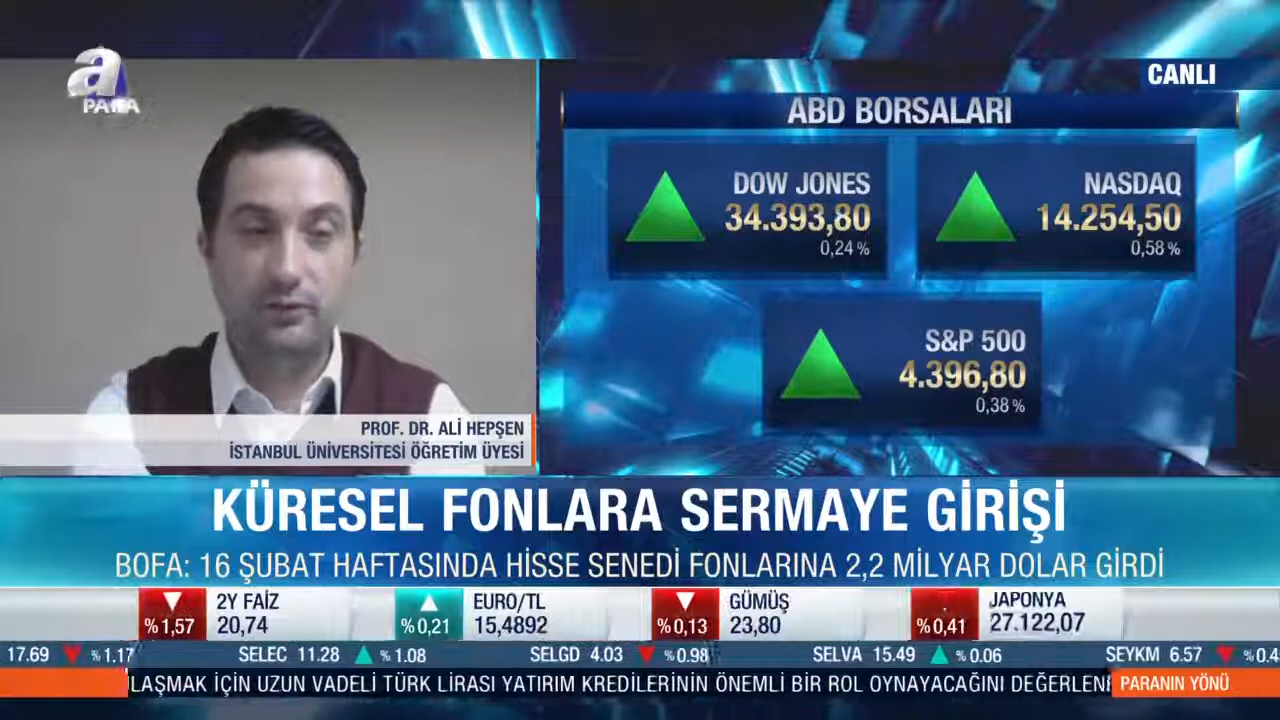 a
PARA
CANLI
ABD BORSALARI
DOW JONES
34.393,80
0,24 %
NASDAQ
14.254,50
0,58 %
S&P 500
4.396,80
0,38 %
PROF. DR. ALİ HEPŞEN
İSTANBUL ÜNİVERSİTESİ ÖĞRETİM ÜYESİ
KÜRESEL FONLARA SERMAYE GİRİŞİ
BOFA: 16 ŞUBAT HAFTASINDA HİSSE SENEDİ FONLARINA 2,2 MİLYAR DOLAR GİRDİ
% 1,57 2Y FAİZ 20,74
% 0,21 EURO/TL 15,4892
% 0,13 GÜMÜŞ 23,80
% 0,41 JAPONYA 27.122,07
17.69 % 1.17 SELEC 11.28 % 1.08 SELGD 4.03 % 0.98 SELVA 15.49 % 0.06 SEYKM 6.57 % 0.4
LAŞMAK İÇİN UZUN VADELİ TÜRK LİRASI YATIRIM KREDİLERİNİN ÖNEMLİ BİR ROL OYNAYACAĞINI DEĞERLEN PARANIN YÖNÜ